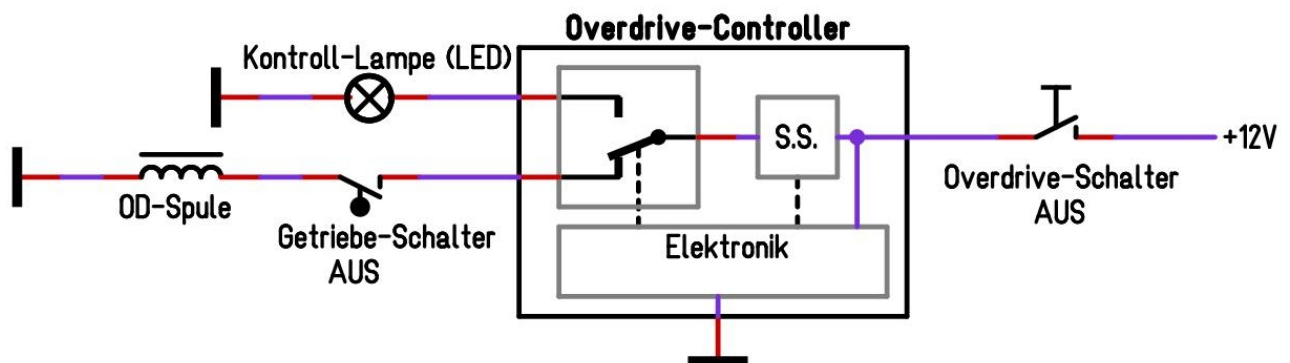 Overdrive-Controller
Kontroll-Lampe (LED)
S.S.
+12V
OD-Spule
Overdrive-Schalter
AUS
Getriebe-Schalter
AUS
Elektronik